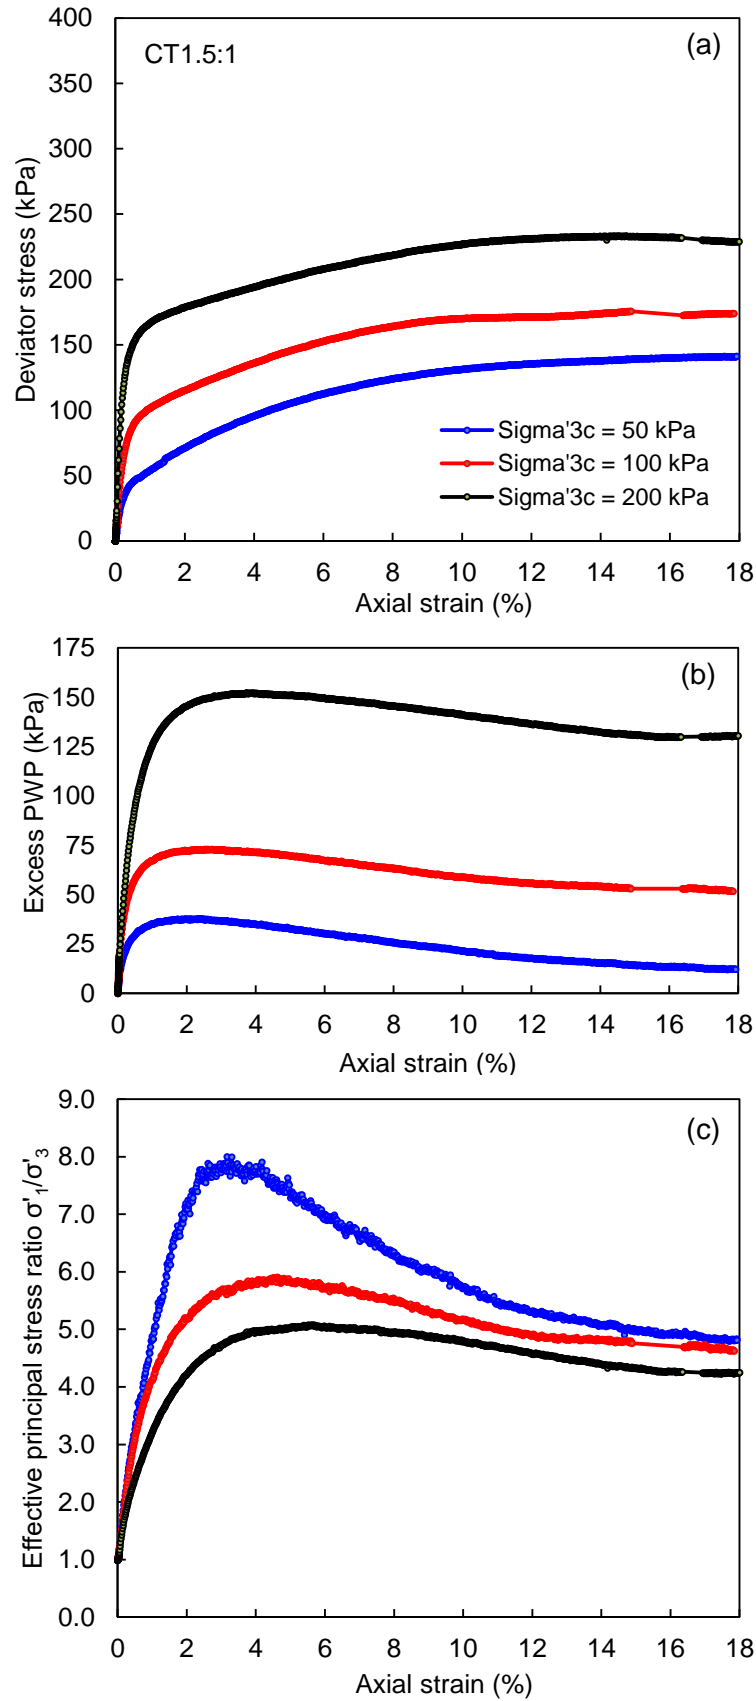 400
(a)
CT1.5:1
350
300
250
200
150
100
50
0
Deviator stress (kPa)
Sigma'3c = 50 kPa
Sigma'3c = 100 kPa
Sigma'3c = 200 kPa
0 2 4 6 8 10 12 14 16 18
Axial strain (%)
175
(b)
150
125
100
75
50
25
0
Excess PWP (kPa)
0 2 4 6 8 10 12 14 16 18
Axial strain (%)
9.0
(c)
8.0
7.0
6.0
5.0
4.0
3.0
2.0
1.0
0.0
Effective principal stress ratio σ'1/σ'3
0 2 4 6 8 10 12 14 16 18
Axial strain (%)